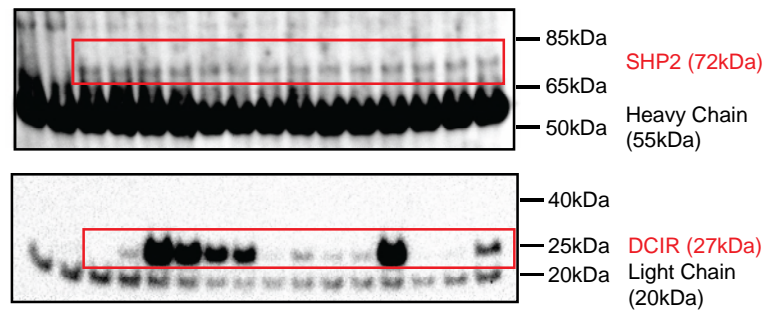 85kDa
SHP2 (72kDa)
65kDa
Heavy Chain
50kDa
(55kDa)
40kDa
25kDa DCIR (27kDa)
20kDa Light Chain
(20kDa)